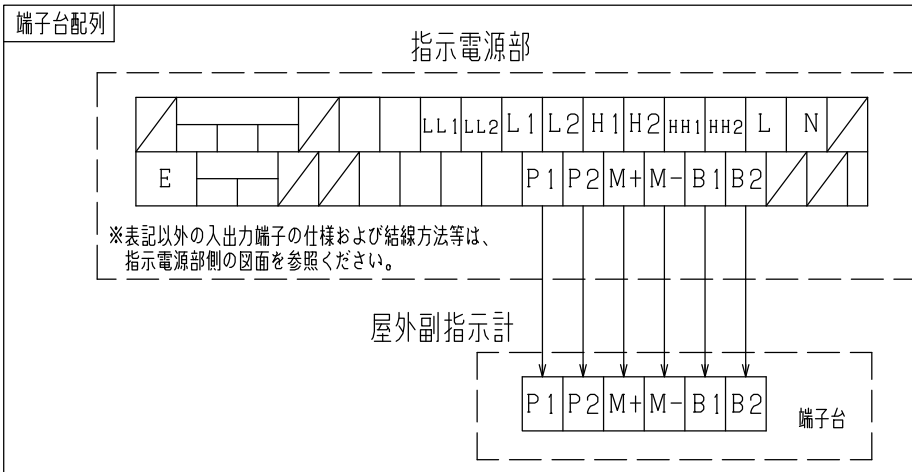 端子台配列
指示電源部
LL1 LL2 L1 L2 H1 H2 HH1 HH2 L N
E P1 P2 M+ M- B1 B2
※表記以外の入出力端子の仕様および結線方法等は、
指示電源部側の図面を参照ください。
屋外副指示計
P1 P2 M+ M- B1 B2
端子台